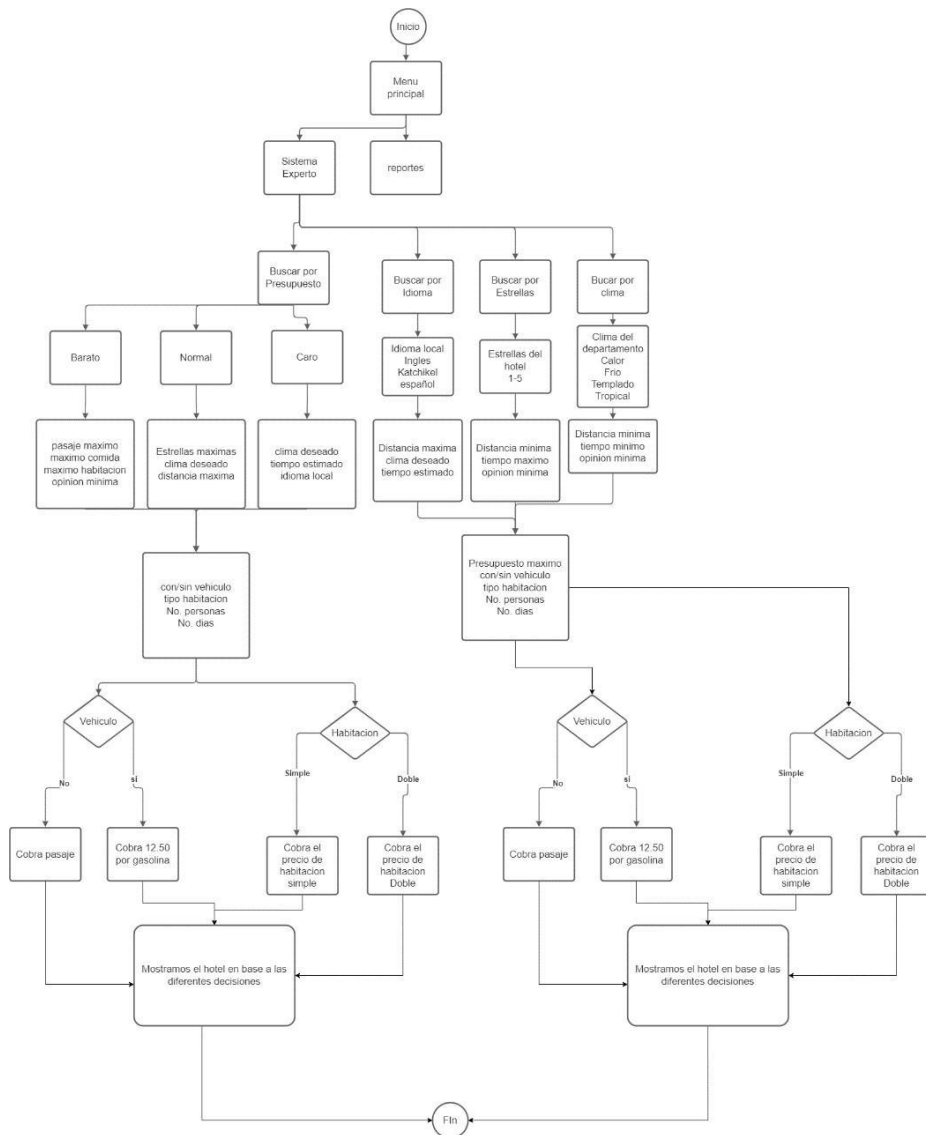 Inicio
Menu
principal
Sistema
Experto
reportes
Buscar por
Presupuesto
Buscar por
Idioma
Buscar por
Estrellas
Bucar por
clima
Barato
Normal
Caro
Idioma local
Ingles
Katchikel
español
Estrellas del
hotel
1-5
Clima del
departamento
Calor
Frio
Templado
Tropical
pasaje maximo
maximo comida
maximo habitacion
opinion minima
Estrellas maximas
clima deseado
distancia maxima
clima deseado
tiempo estimado
idioma local
Distancia maxima
clima deseado
tiempo estimado
Distancia minima
tiempo maximo
opinion minima
Distancia minima
tiempo minimo
opinion minima
con/sin vehiculo
tipo habitacion
No. personas
No. dias
Presupuesto maximo
con/sin vehiculo
tipo habitacion
No. personas
No. dias
Vehiculo
Habitacion
Vehiculo
Habitacion
No
si
Simple
Doble
No
si
Simple
Doble
Cobra pasaje
Cobra 12.50
por gasolina
Cobra el
precio de
habitacion
simple
Cobra el
precio de
habitacion
Doble
Cobra pasaje
Cobra 12.50
por gasolina
Cobra el
precio de
habitacion
simple
Cobra el
precio de
habitacion
Doble
Mostramos el hotel en base a las
diferentes decisiones
Mostramos el hotel en base a las
diferentes decisiones
FIn